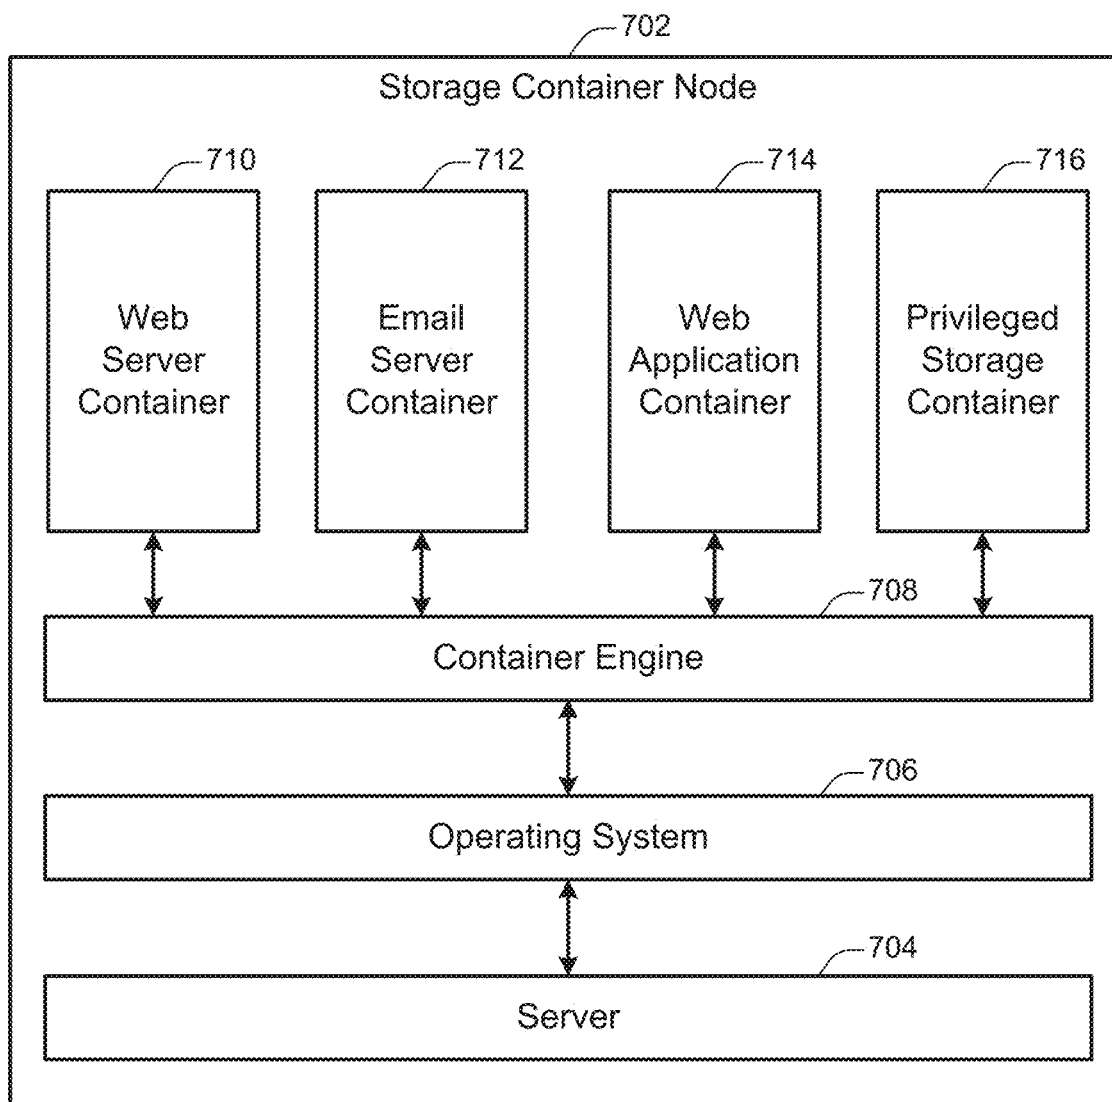 702
Storage Container Node
710
712
714
716
Web
Server
Container
Email
Server
Container
Web
Application
Container
Privileged
Storage
Container
708
Container Engine
706
Operating System
704
Server